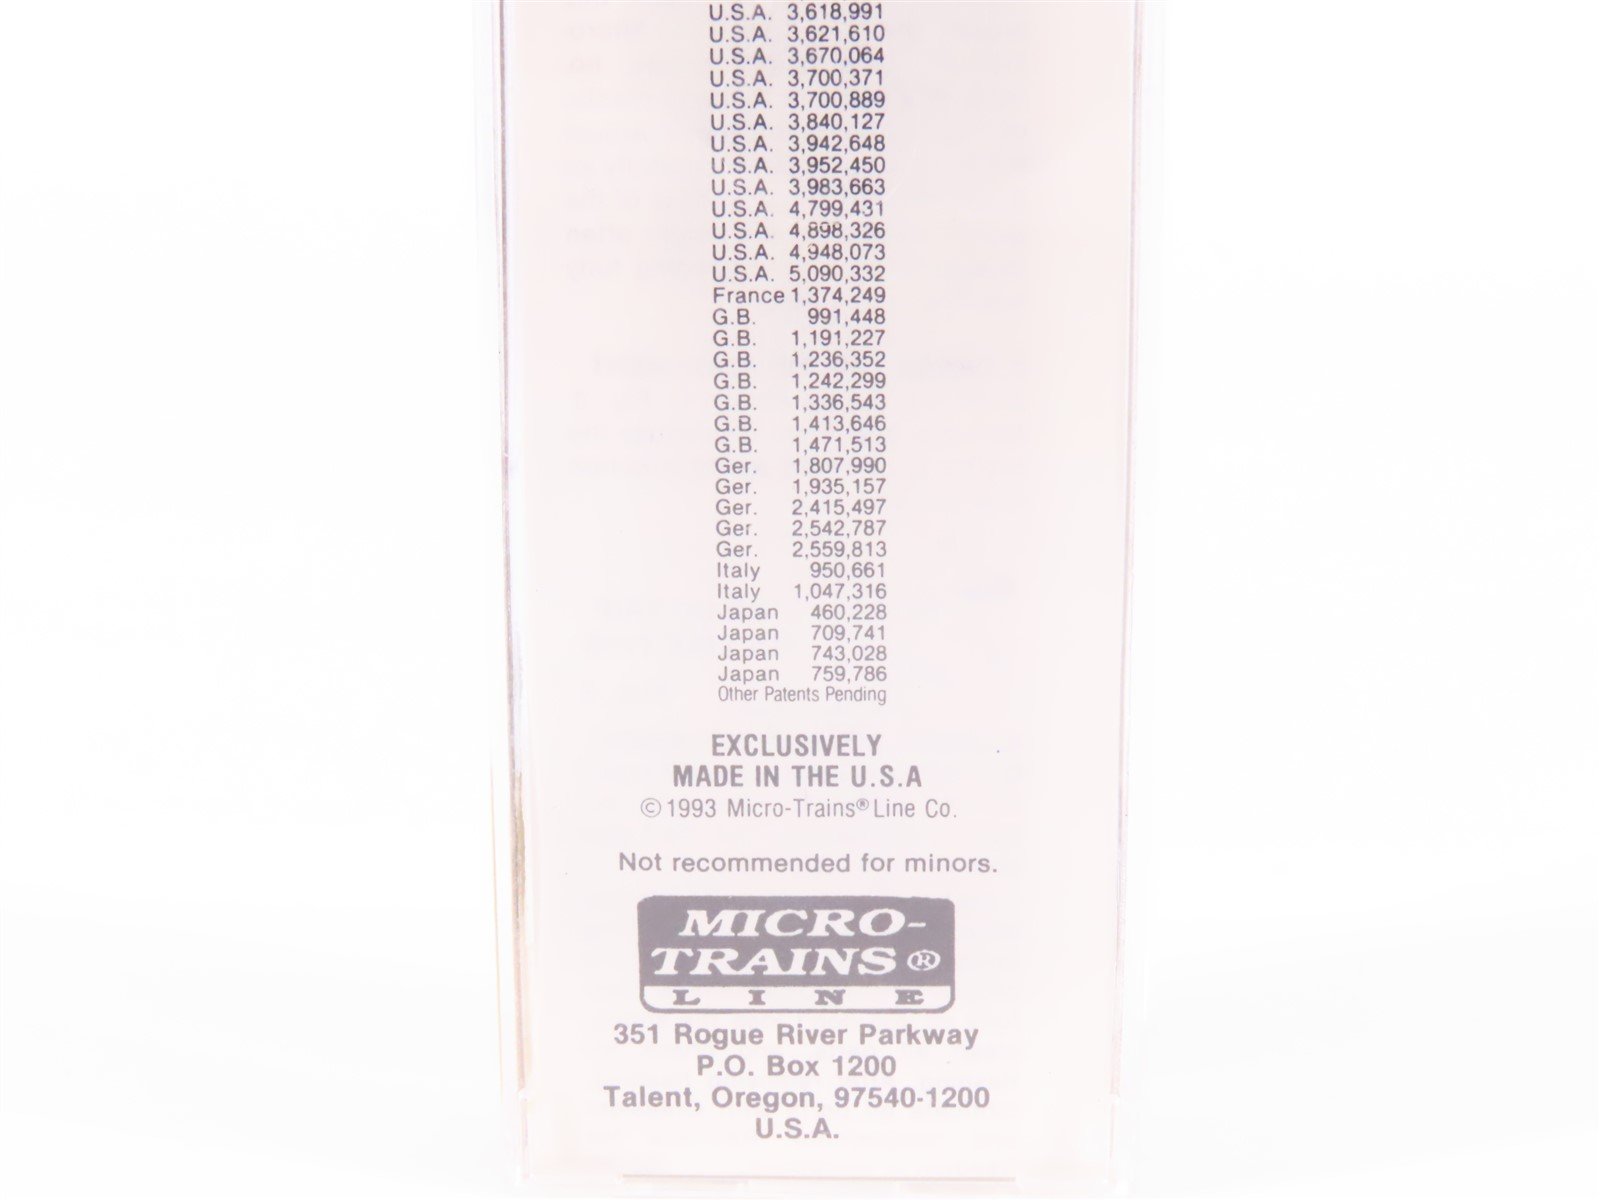 U.S.A. 3,618,991
U.S.A. 3,621,610
U.S.A. 3,670,064
U.S.A. 3,700,371
U.S.A. 3,700,889
U.S.A. 3,840,127
U.S.A. 3,942,648
U.S.A. 3,952,450
U.S.A. 3,983,663
U.S.A. 4,799,431
U.S.A. 4,898,326
U.S.A. 4,948,073
U.S.A. 5,090,332
France 1,374,249
G.B. 991,448
G.B. 1,191,227
G.B. 1,236,352
G.B. 1,242,299
G.B. 1,336,543
G.B. 1,413,646
G.B. 1,471,513
Ger. 1,807,990
Ger. 1,935,157
Ger. 2,415,497
Ger. 2,542,787
Ger. 2,559,813
Italy 950,661
Italy 1,047,316
Japan 460,228
Japan 709,741
Japan 743,028
Japan 759,786
Other Patents Pending
EXCLUSIVELY
MADE IN THE U.S.A
©1993 Micro-Trains® Line Co.
Not recommended for minors.
MICRO-
TRAINS®
LINE
351 Rogue River Parkway
P.O. Box 1200
Talent, Oregon, 97540-1200
U.S.A.